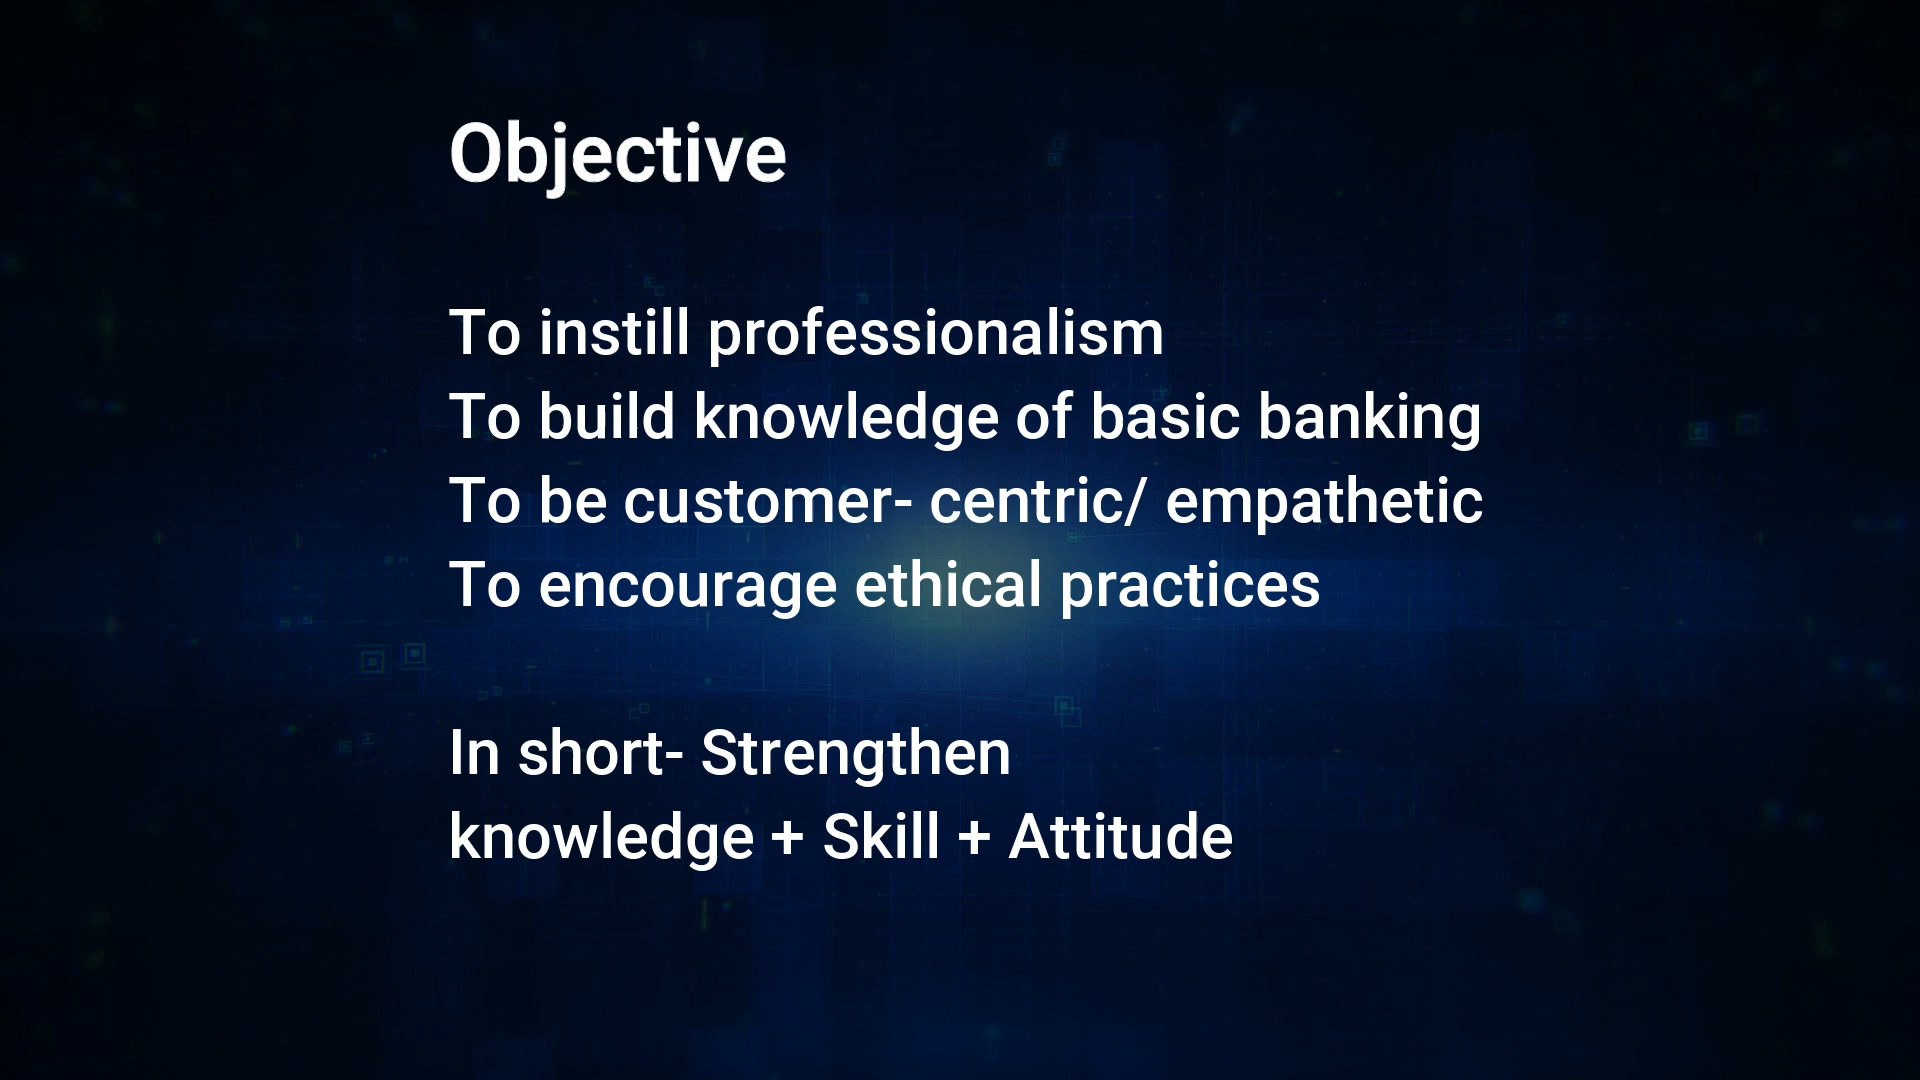 Objective
To instill professionalism
To build knowledge of basic banking
To be customer- centric/ empathetic
To encourage ethical practices
In short- Strengthen
knowledge + Skill + Attitude